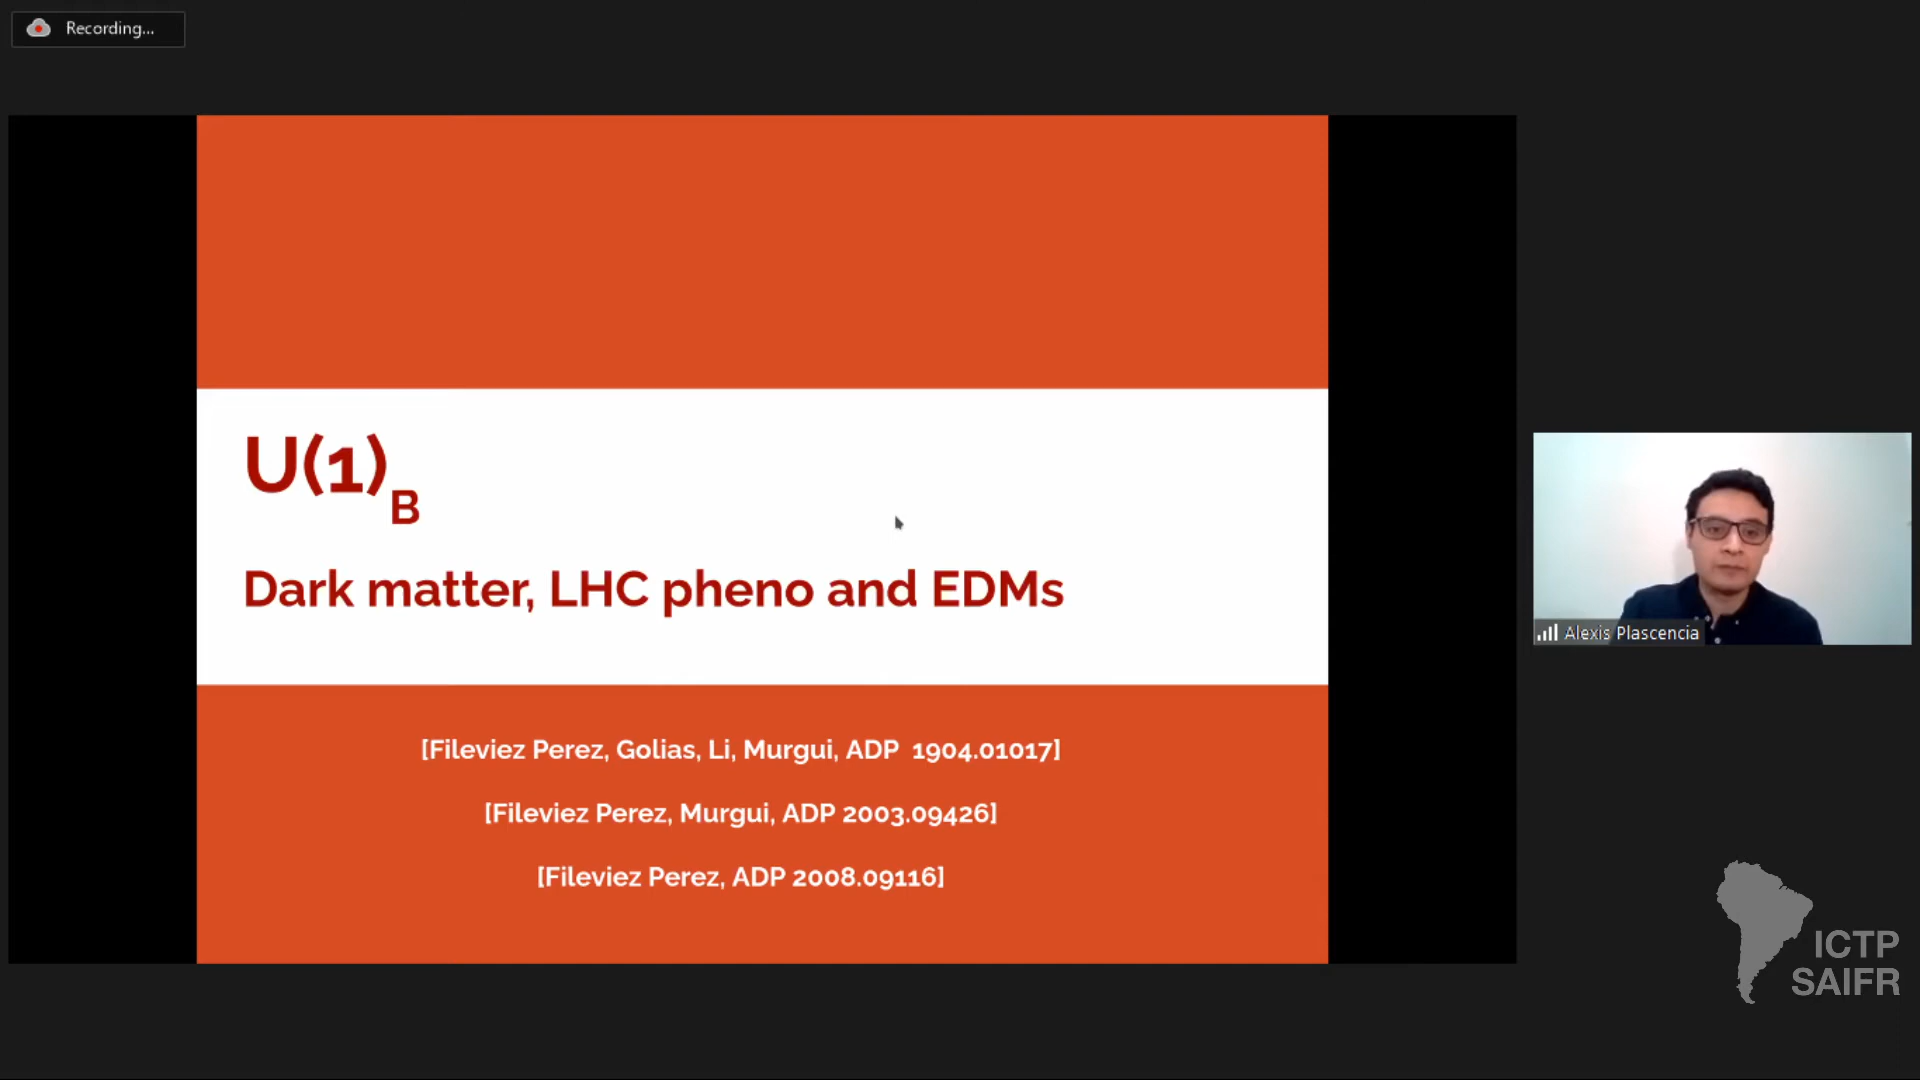 Recording...
U(1)B
Dark matter, LHC pheno and EDMs
[Fileviez Perez, Golias, Li, Murgui, ADP 1904.01017]
[Fileviez Perez, Murgui, ADP 2003.09426]
[Fileviez Perez, ADP 2008.09116]
Alexis Plascencia
ICTP
SAIFR